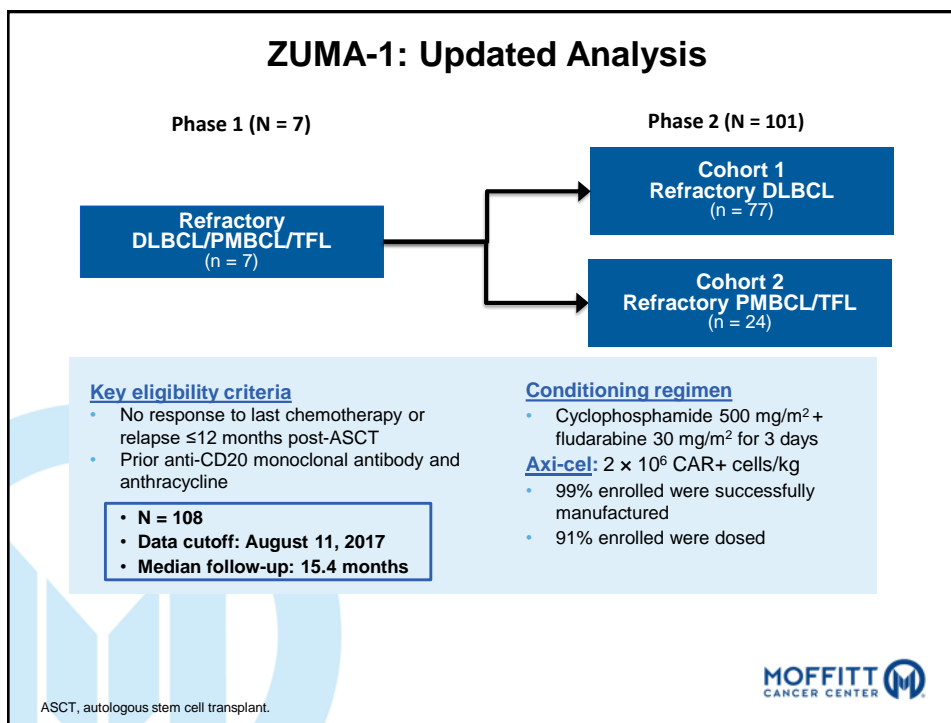 ZUMA-1: Updated Analysis
Phase 1 (N = 7)
Phase 2 (N = 101)
Refractory
DLBCL/PMBCL/TFL
(n = 7)
Cohort 1
Refractory DLBCL
(n = 77)
Cohort 2
Refractory PMBCL/TFL
(n = 24)
Key eligibility criteria
• No response to last chemotherapy or
relapse ≤12 months post-ASCT
• Prior anti-CD20 monoclonal antibody and
anthracycline
• N = 108
• Data cutoff: August 11, 2017
• Median follow-up: 15.4 months
Conditioning regimen
• Cyclophosphamide 500 mg/m² +
fludarabine 30 mg/m² for 3 days
Axi-cel: 2 × 10⁶ CAR+ cells/kg
• 99% enrolled were successfully
manufactured
• 91% enrolled were dosed
ASCT, autologous stem cell transplant.
MOFFITT
CANCER CENTER